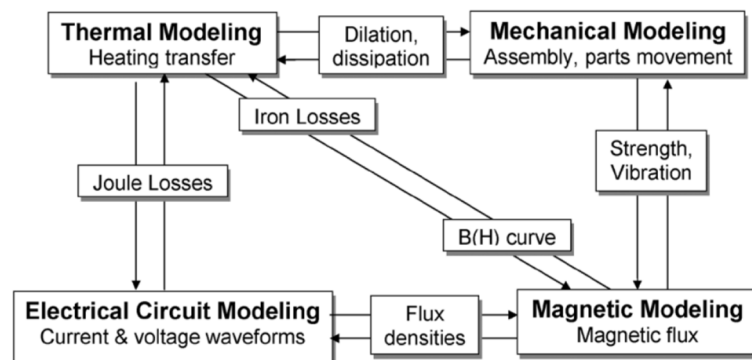 Thermal Modeling
Heating transfer
Dilation,
dissipation
Mechanical Modeling
Assembly, parts movement
Iron Losses
Joule Losses
Strength,
Vibration
B(H) curve
Electrical Circuit Modeling
Current & voltage waveforms
Flux
densities
Magnetic Modeling
Magnetic flux